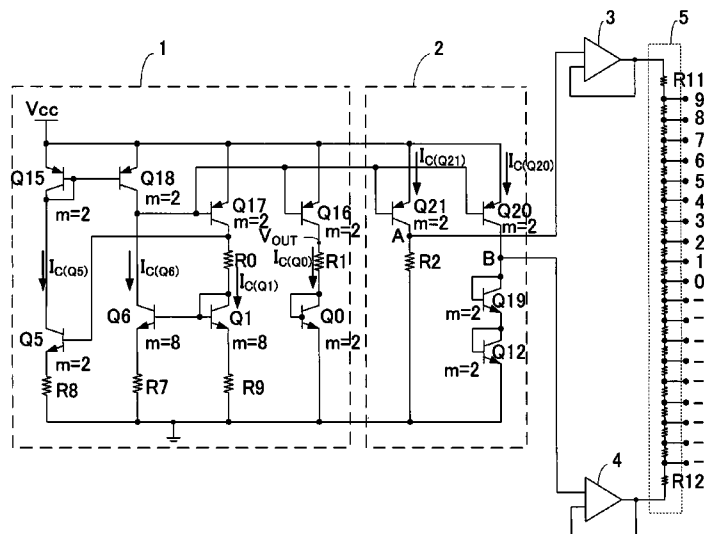 3
5
1
2
R11
Vcc
9
8
I_C(Q21)
I_C(Q20)
7
Q15
Q18
6
Q17
Q16
Q21
Q20
5
m=2
m=2
m=2
m=2
m=2
m=2
4
V_OUT
A
3
R0
I_C(Q0)
R1
R2
B
2
I_C(Q5)
I_C(Q6)
I_C(Q1)
1
Q19
0
m=2
–
Q5
Q6
Q1
Q0
–
m=2
m=8
m=8
m=2
Q12
–
m=2
–
R8
R7
R9
–
–
–
–
–
4
R12